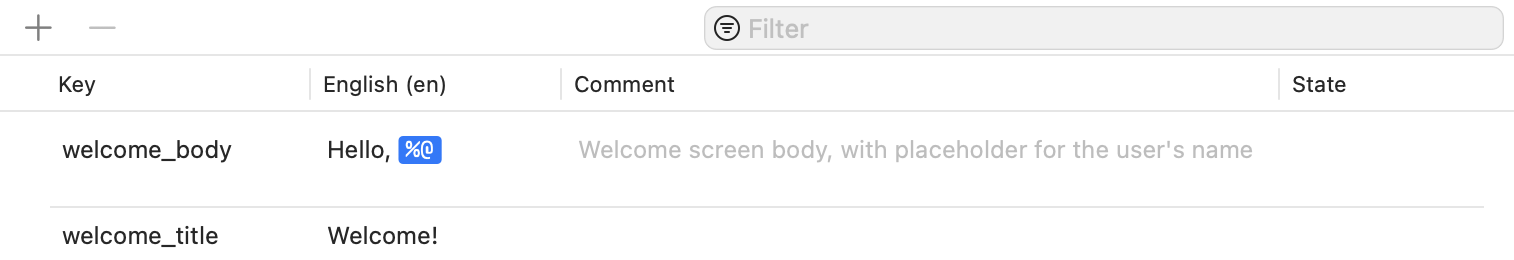 Filter
Key English (en) Comment State
welcome_body Hello, %@ Welcome screen body, with placeholder for the user's name
welcome_title Welcome!